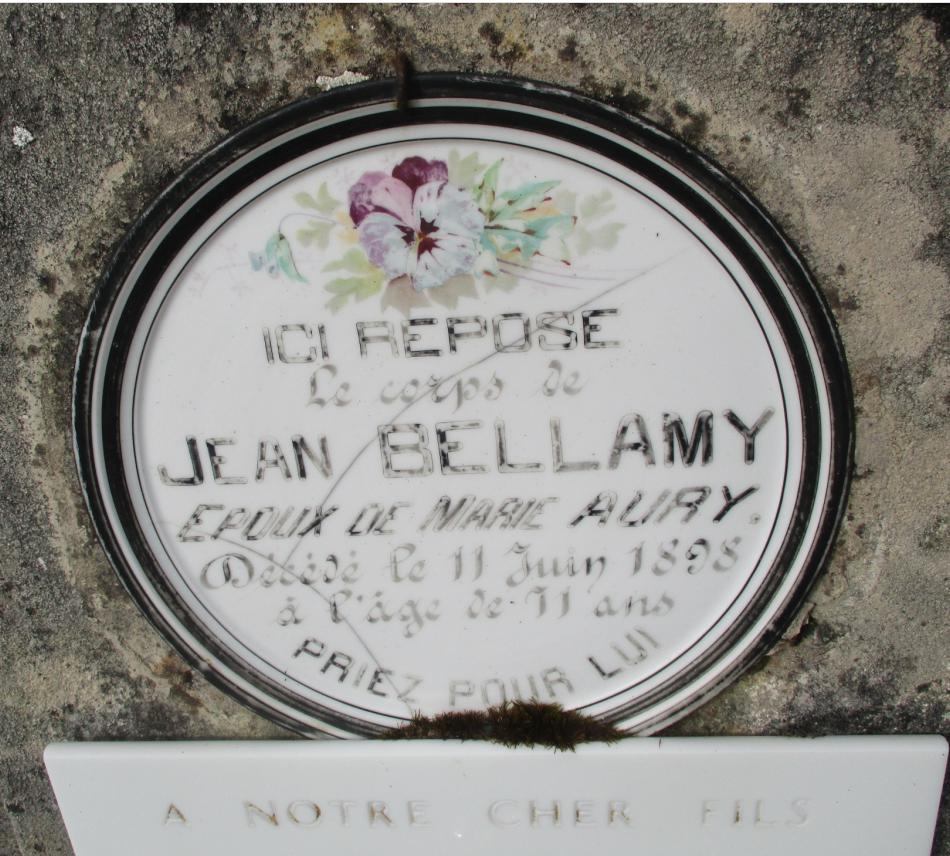 ICI REPOSE
Le corps de
JEAN BELLAMY
EPOUX DE MARIE AURY.
Décédé le 11 Juin 1898
à l'âge de 71 ans
PRIEZ POUR LUI
A NOTRE CHER FILS